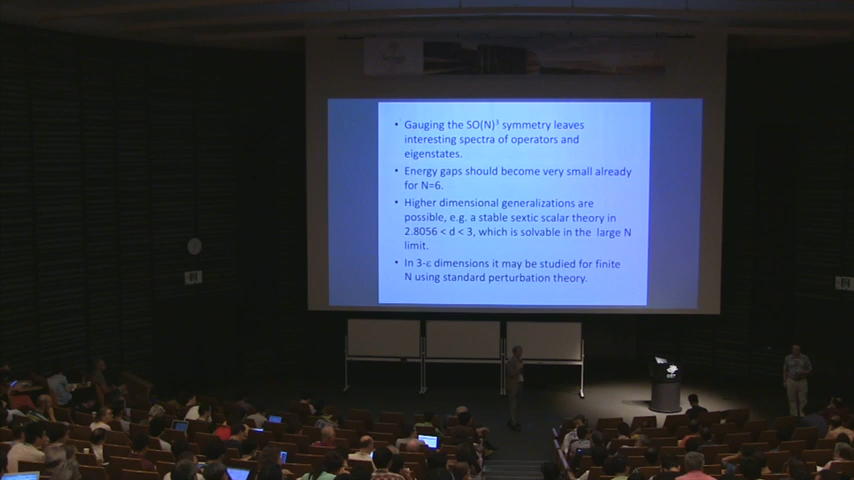 • Gauging the SO(N)³ symmetry leaves
interesting spectra of operators and
eigenstates.
• Energy gaps should become very small already
for N=6.
• Higher dimensional generalizations are
possible, e.g. a stable sextic scalar theory in
2.8056 < d < 3, which is solvable in the large N
limit.
• In 3-ε dimensions it may be studied for finite
N using standard perturbation theory.